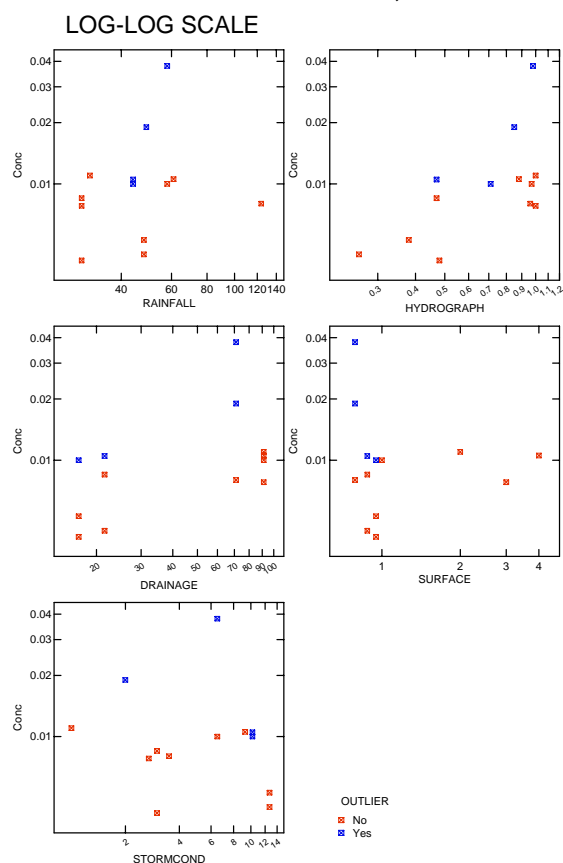 LOG-LOG SCALE
0.04
0.03
0.02
0.01
Conc
40 60 80 100 120 140
RAINFALL
0.04
0.03
0.02
0.01
Conc
0.3 0.4 0.5 0.6 0.7 0.8 0.9 1.0 1.1 1.2
HYDROGRAPH
0.04
0.03
0.02
0.01
Conc
20 30 40 50 60 70 80 90 100
DRAINAGE
0.04
0.03
0.02
0.01
Conc
1 2 3 4
SURFACE
0.04
0.03
0.02
0.01
Conc
2 4 6 8 10 12 14
STORMCOND
OUTLIER
No
Yes